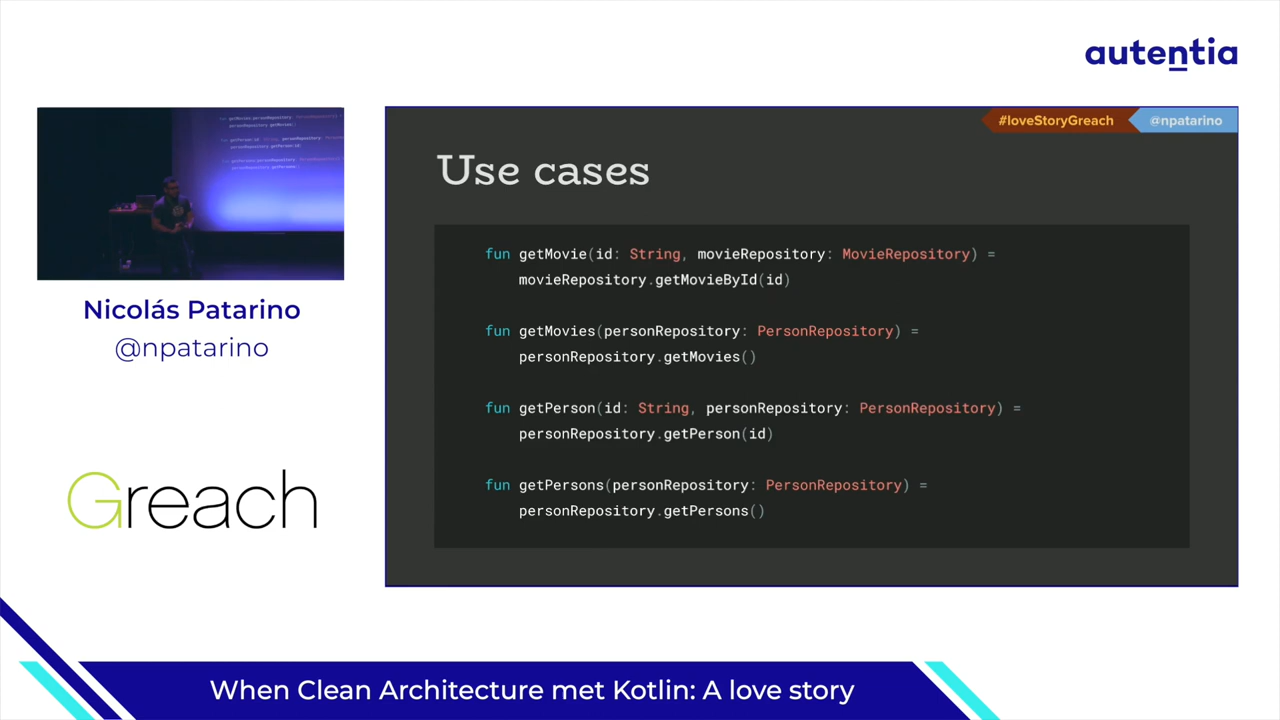 autentia
#loveStoryGreach
@npatarino
Use cases
fun getMovie(id: String, movieRepository: MovieRepository) =
movieRepository.getMovieById(id)
fun getMovies(personRepository: PersonRepository) =
personRepository.getMovies()
fun getPerson(id: String, personRepository: PersonRepository) =
personRepository.getPerson(id)
fun getPersons(personRepository: PersonRepository) =
personRepository.getPersons()
Nicolás Patarino
@npatarino
Greach
When Clean Architecture met Kotlin: A love story